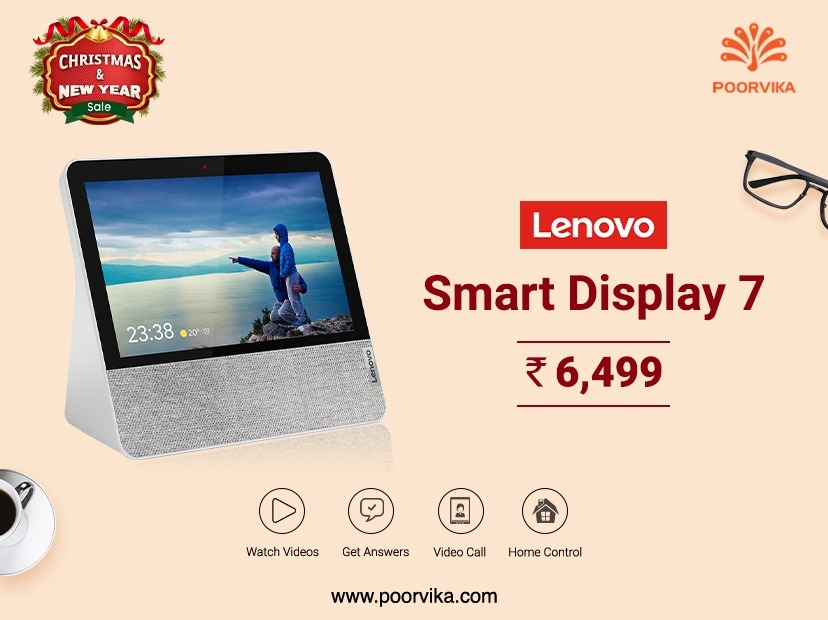 CHRISTMAS
&
NEW YEAR
Sale
POORVIKA
Lenovo
Smart Display 7
₹ 6,499
23:38 20°
Lenovo
Watch Videos Get Answers Video Call Home Control
www.poorvika.com